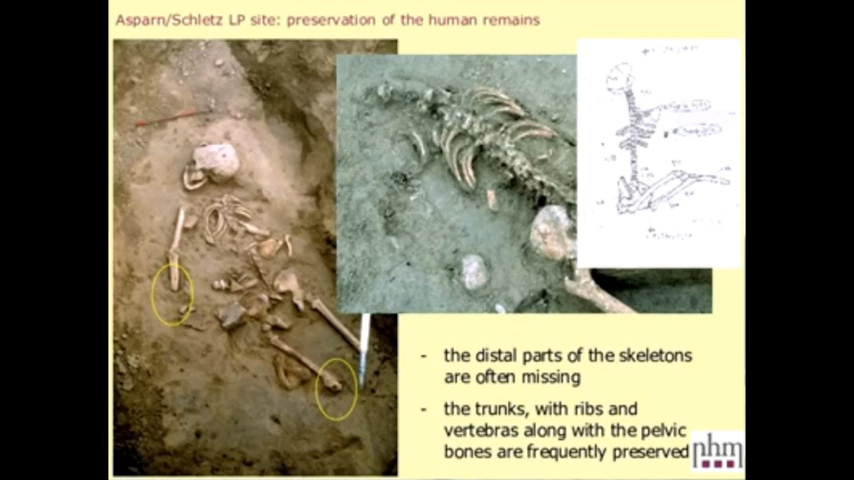 Asparn/Schletz LP site: preservation of the human remains
- the distal parts of the skeletons
are often missing
- the trunks, with ribs and
vertebras along with the pelvic
bones are frequently preserved
nhm